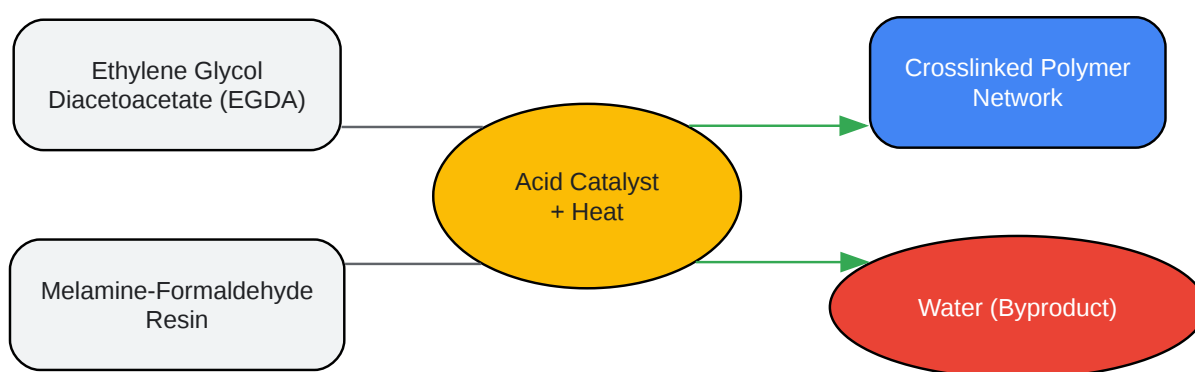 Ethylene Glycol
Diacetoacetate (EGDA)
Crosslinked Polymer
Network
Acid Catalyst
+ Heat
Melamine-Formaldehyde
Resin
Water (Byproduct)